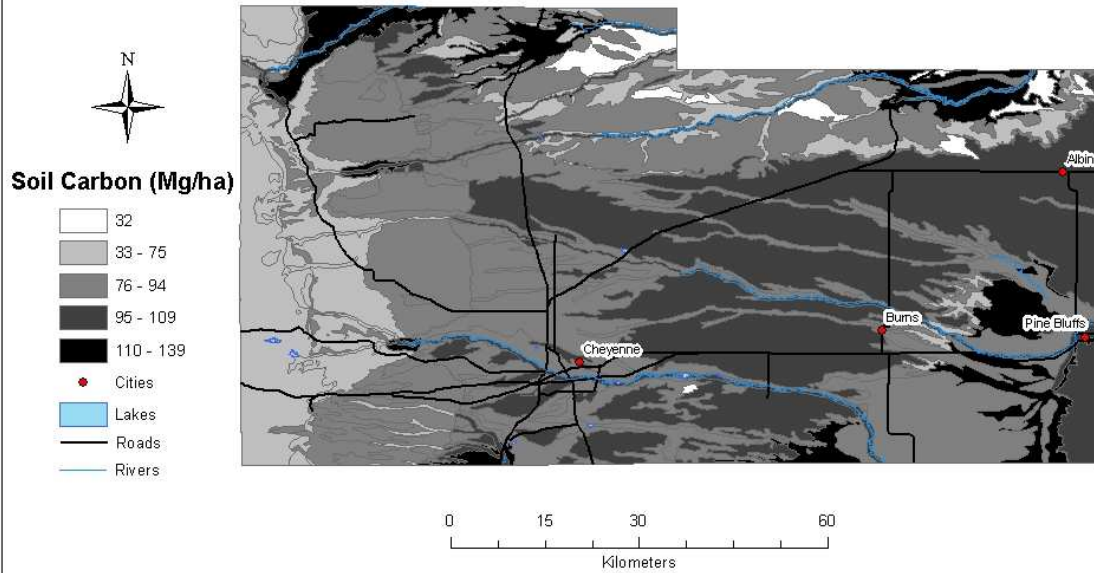 N
Soil Carbon (Mg/ha)
32
33 - 75
76 - 94
95 - 109
110 - 139
Cities
Lakes
Roads
Rivers
Albin
Burns
Pine Bluffs
Cheyenne
0 15 30 60
Kilometers